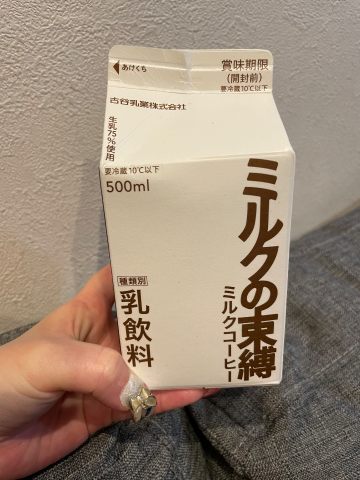 あけくち
賞味期限
(開封前)
要冷蔵10℃以下
古谷乳業株式会社
生乳75%使用
要冷蔵10℃以下
500ml
ミルクの束縛
ミルクコーヒー
種類別
乳飲料